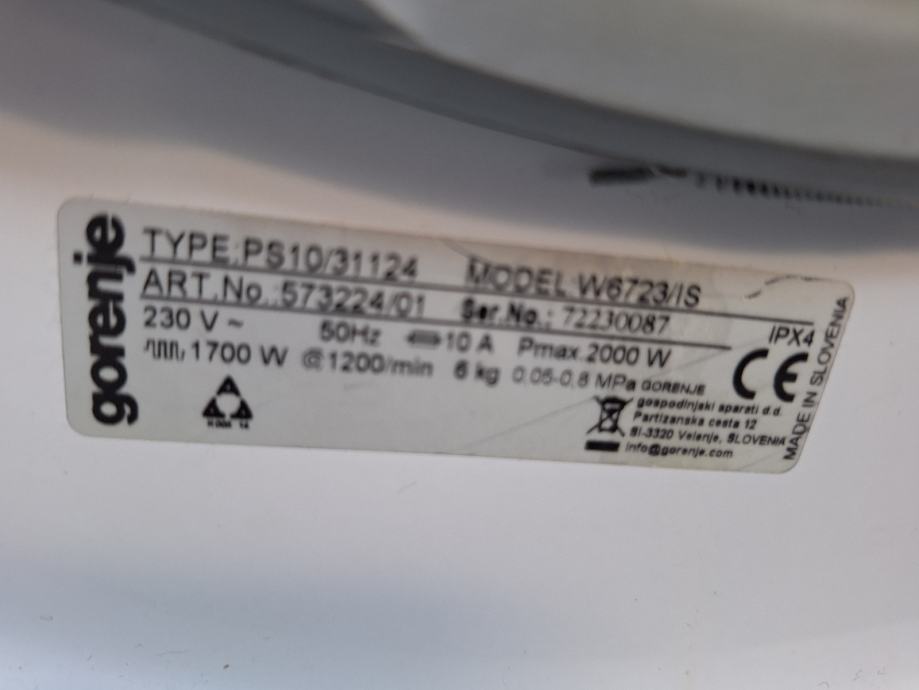 gorenje
TYPE:PS10/31124 MODEL:W6723/IS
ART.No.:573224/01 Ser.No.: 72230087
230 V ~ 50Hz 10 A Pmax.2000 W IPX4
1700 W @1200/min 6 kg 0,05-0,8 MPa GORENJE
gospodinjski aparati d.d.
Partizanska cesta 12
SI-3320 Velenje, SLOVENIA
info@gorenje.com
CE
MADE IN SLOVENIA